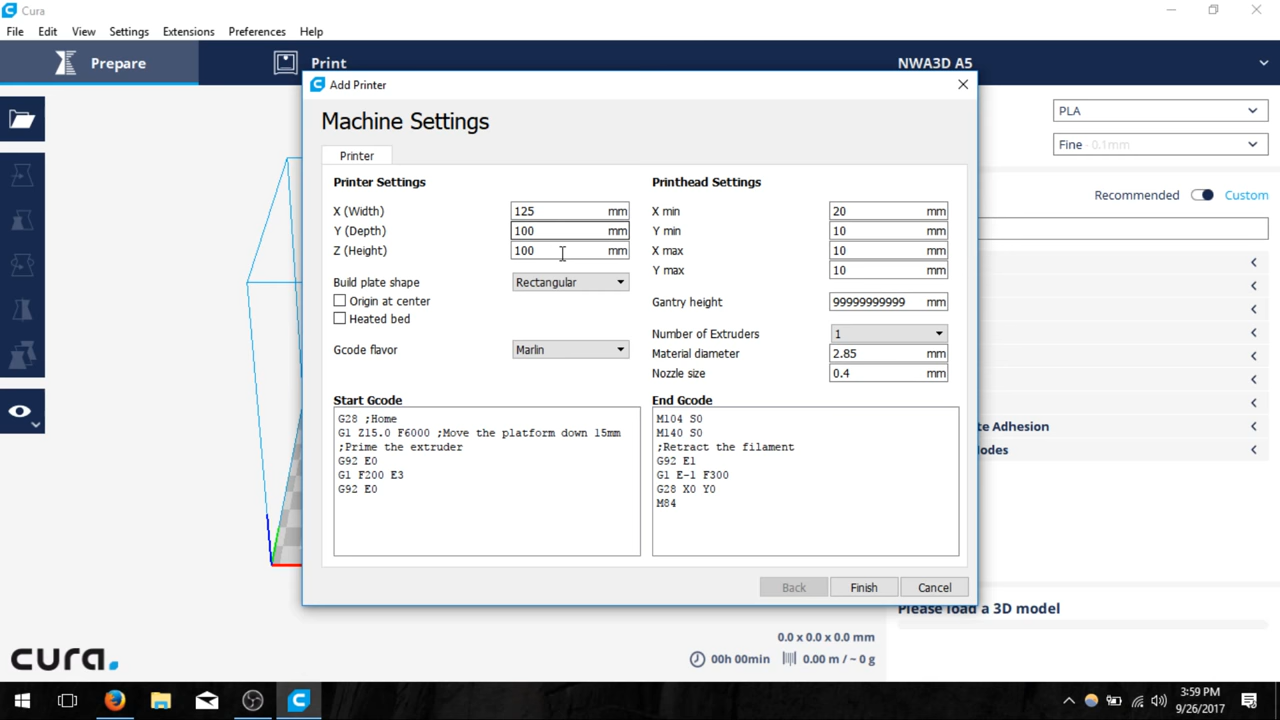 Cura
File Edit View Settings Extensions Preferences Help
Prepare Print NWA3D A5
Add Printer
Machine Settings
PLA
Fine - 0.1mm
Printer
Printer Settings Printhead Settings
Recommended Custom
X (Width) 125 mm X min 20 mm
Y (Depth) 100 mm Y min 10 mm
Z (Height) 100 mm X max 10 mm
Y max 10 mm
Build plate shape Rectangular
Origin at center Gantry height 99999999999 mm
Heated bed
Number of Extruders 1
Gcode flavor Marlin Material diameter 2.85 mm
Nozzle size 0.4 mm
Start Gcode End Gcode
G28 ;Home
G1 Z15.0 F6000 ;Move the platform down 15mm
;Prime the extruder
G92 E0
G1 F200 E3
G92 E0
M104 S0
M140 S0
;Retract the filament
G92 E1
G1 E-1 F300
G28 X0 Y0
M84
te Adhesion
odes
Back Finish Cancel
Please load a 3D model
0.0 x 0.0 x 0.0 mm
00h 00min 0.00 m / ~ 0 g
cura.
3:59 PM
9/26/2017